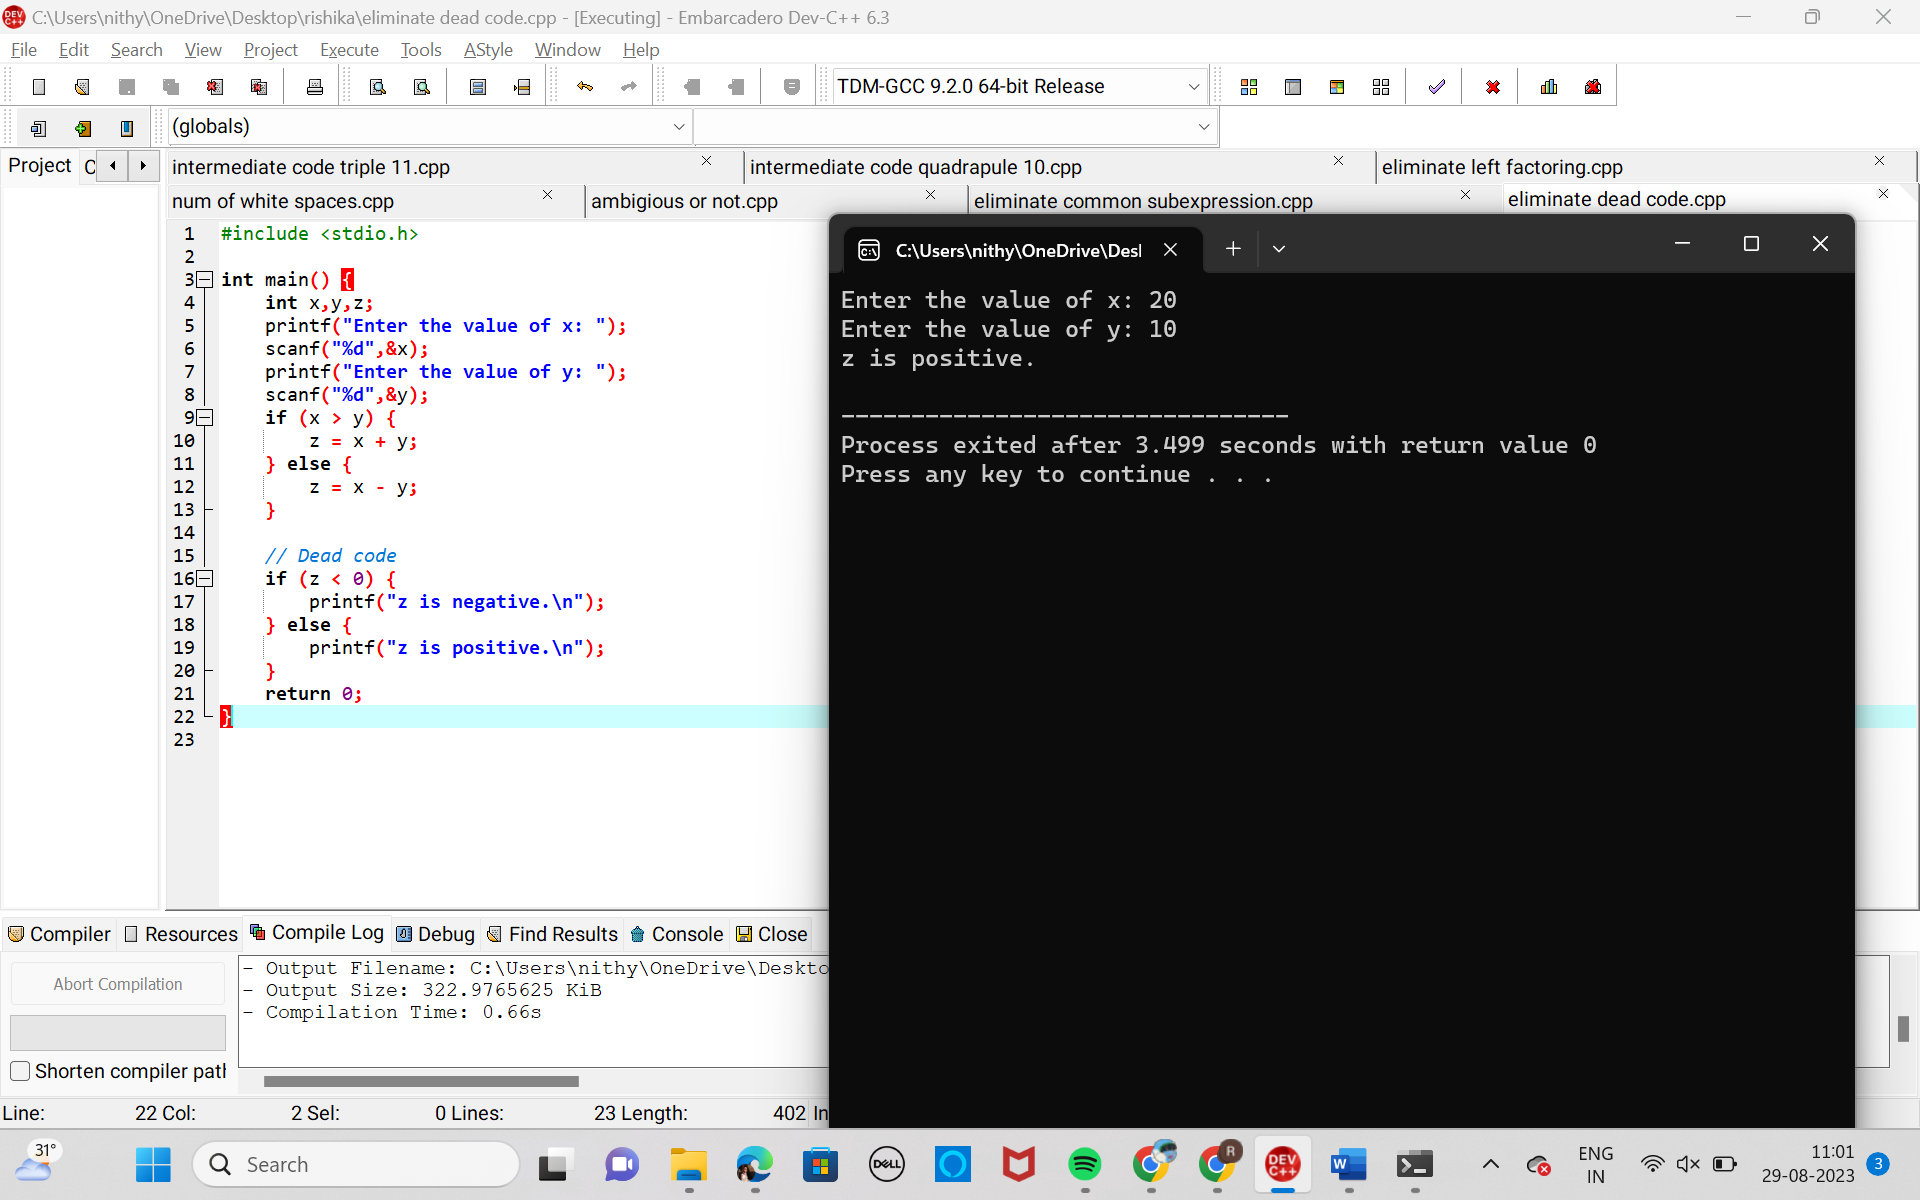 C:\Users\nithy\OneDrive\Desktop\rishika\eliminate dead code.cpp - [Executing] - Embarcadero Dev-C++ 6.3
File Edit Search View Project Execute Tools AStyle Window Help
TDM-GCC 9.2.0 64-bit Release
(globals)
Project C
intermediate code triple 11.cpp
intermediate code quadrapule 10.cpp
eliminate left factoring.cpp
num of white spaces.cpp
ambigious or not.cpp
eliminate common subexpression.cpp
eliminate dead code.cpp
1 #include <stdio.h>
2
3 int main() {
4 int x,y,z;
5 printf("Enter the value of x: ");
6 scanf("%d",&x);
7 printf("Enter the value of y: ");
8 scanf("%d",&y);
9 if (x > y) {
10 z = x + y;
11 } else {
12 z = x - y;
13 }
14
15 // Dead code
16 if (z < 0) {
17 printf("z is negative.\n");
18 } else {
19 printf("z is positive.\n");
20 }
21 return 0;
22 }
23
C:\Users\nithy\OneDrive\Desl
Enter the value of x: 20
Enter the value of y: 10
z is positive.
--------------------------------
Process exited after 3.499 seconds with return value 0
Press any key to continue . . .
Compiler Resources Compile Log Debug Find Results Console Close
Abort Compilation
Shorten compiler path
- Output Filename: C:\Users\nithy\OneDrive\Deskto
- Output Size: 322.9765625 KiB
- Compilation Time: 0.66s
Line: 22 Col: 2 Sel: 0 Lines: 23 Length: 402 In
31°
Search
DELL
R
DEV C++
ENG
IN
11:01
29-08-2023
3